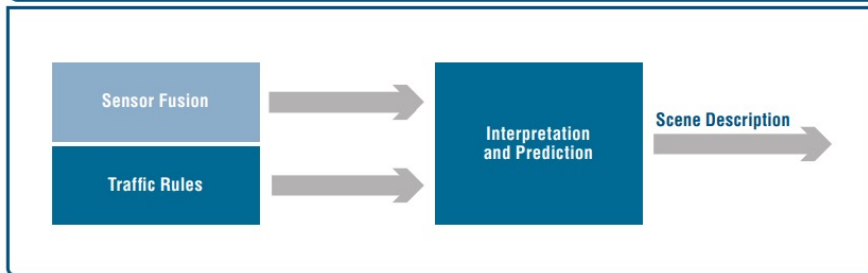 Sensor Fusion
Traffic Rules
Interpretation
and Prediction
Scene Description